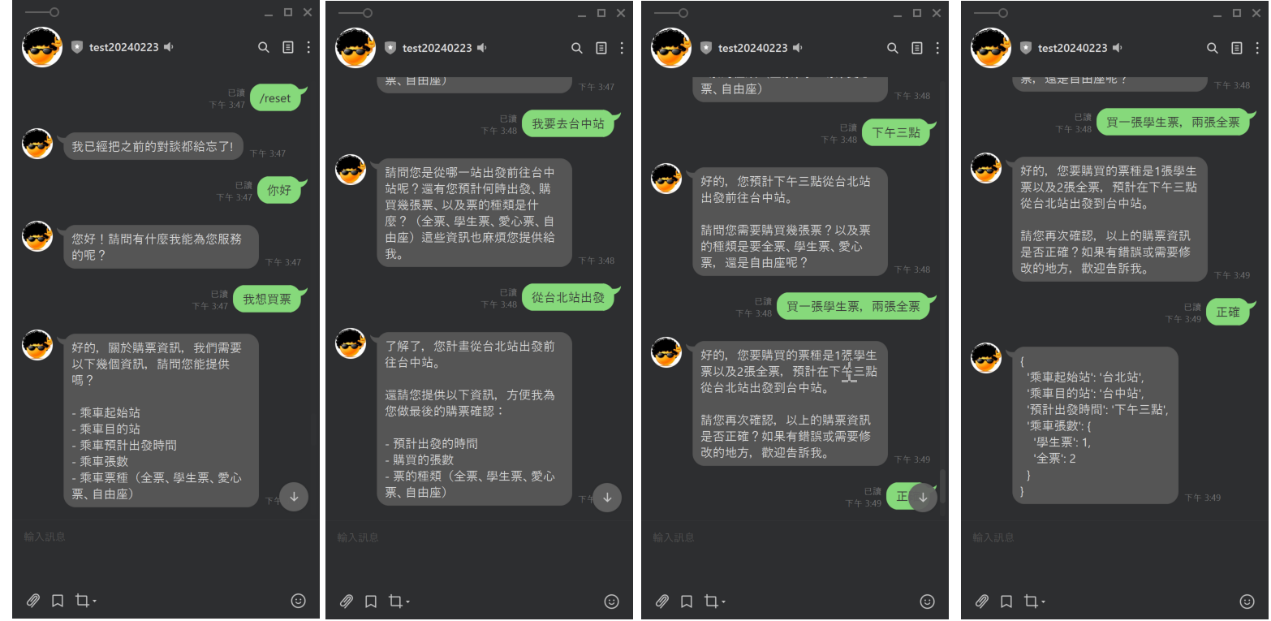 test20240223
已讀
下午 3:47
/reset
我已經把之前的對談都給忘了!
下午 3:47
已讀
下午 3:47
你好
您好！請問有什麼我能為您服務
的呢？
下午 3:47
已讀
下午 3:47
我想買票
好的，關於購票資訊，我們需要
以下幾個資訊，請問您能提供
嗎？
- 乘車起始站
- 乘車目的站
- 乘車預計出發時間
- 乘車張數
- 乘車票種（全票、學生票、愛心
票、自由座）
輸入訊息
test20240223
票、自由座）
下午 3:47
已讀
下午 3:48
我要去台中站
請問您是從哪一站出發前往台中
站呢？還有您預計何時出發、購
買幾張票、以及票的種類是什
麼？（全票、學生票、愛心票、自
由座）這些資訊也麻煩您提供給
我。
下午 3:48
已讀
下午 3:48
從台北站出發
了解了，您計畫從台北站出發前
往台中站。
還請您提供以下資訊，方便我為
您做最後的購票確認：
- 預計出發的時間
- 購買的張數
- 票的種類（全票、學生票、愛心
票、自由座）
輸入訊息
test20240223
票、自由座）
下午 3:48
已讀
下午 3:48
下午三點
好的，您預計下午三點從台北站
出發前往台中站。
請問您需要購買幾張票？以及票
的種類是要全票、學生票、愛心
票，還是自由座呢？
下午 3:48
已讀
下午 3:48
買一張學生票，兩張全票
好的，您要購買的票種是1張學生
票以及2張全票，預計在下午三點
從台北站出發到台中站。
請您再次確認，以上的購票資訊
是否正確？如果有錯誤或需要修
改的地方，歡迎告訴我。
下午 3:49
已讀
下午 3:49
正
輸入訊息
test20240223
票，還是自由座呢？
下午 3:48
已讀
下午 3:48
買一張學生票，兩張全票
好的，您要購買的票種是1張學生
票以及2張全票，預計在下午三點
從台北站出發到台中站。
請您再次確認，以上的購票資訊
是否正確？如果有錯誤或需要修
改的地方，歡迎告訴我。
下午 3:49
已讀
下午 3:49
正確
{
'乘車起始站': '台北站',
'乘車目的站': '台中站',
'預計出發時間': '下午三點',
'乘車張數': {
'學生票': 1,
'全票': 2
}
}
下午 3:49
輸入訊息